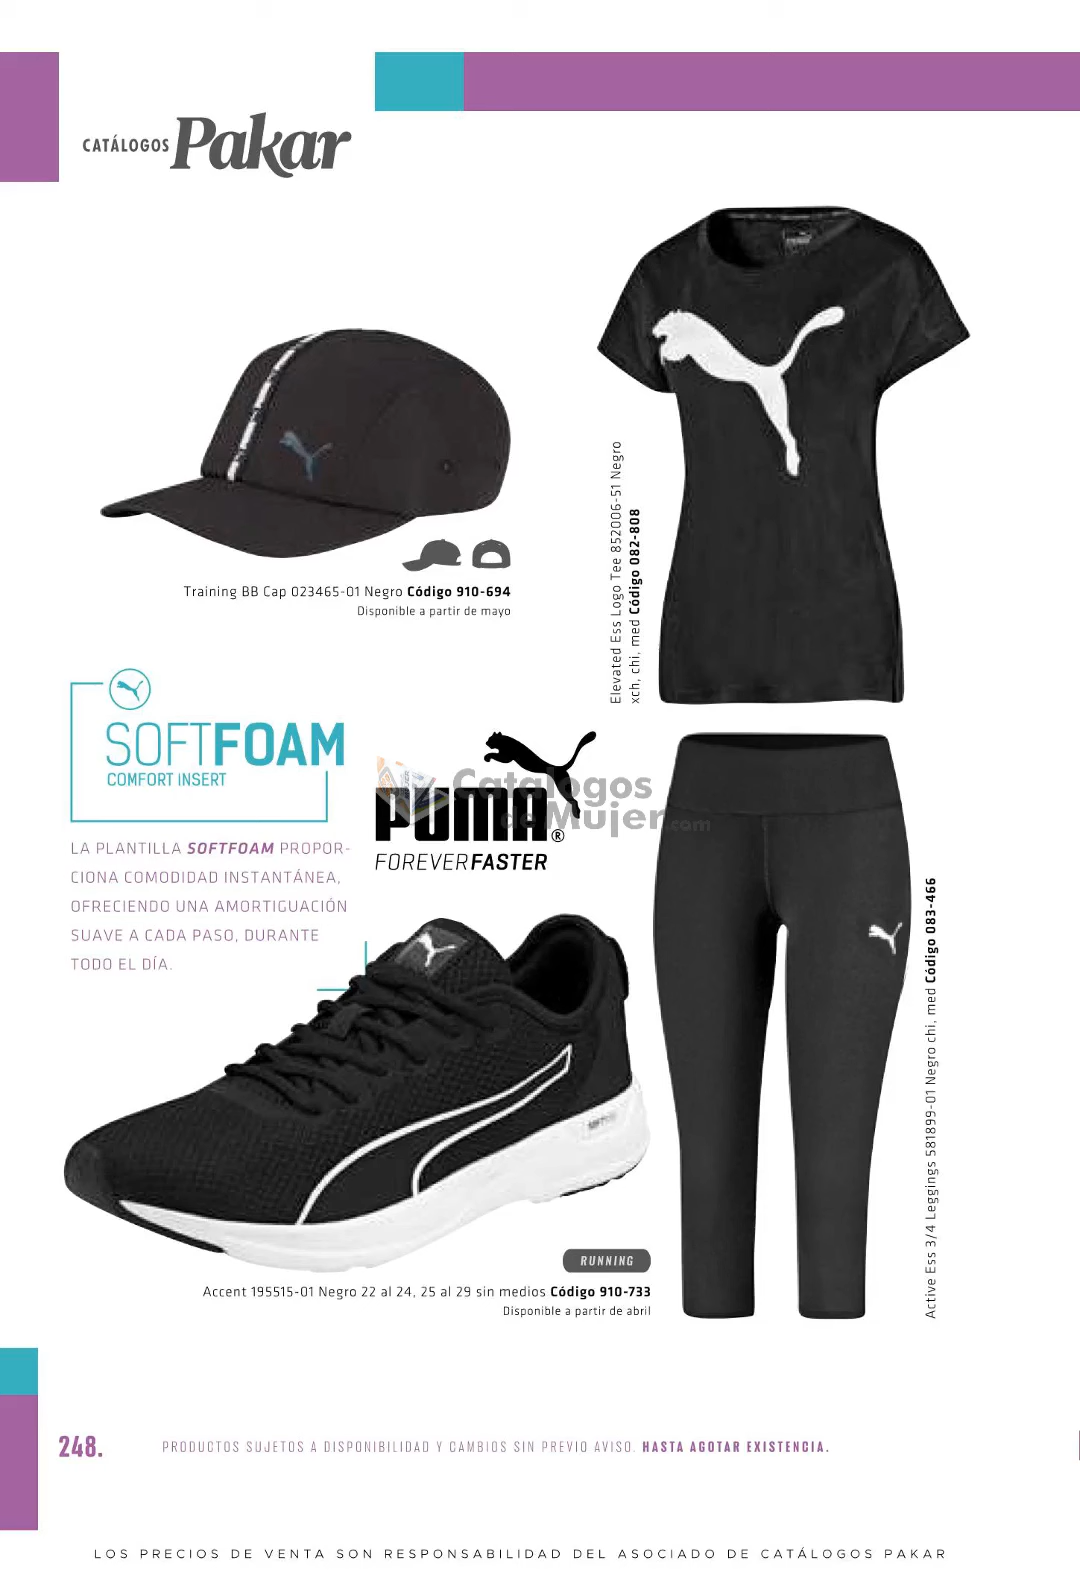 CATÁLOGOS Pakar
Training BB Cap 023465-01 Negro Código 910-694
Disponible a partir de mayo
Elevated Ess Logo Tee 852006-51 Negro
xch, chi, med Código 082-808
SOFTFOAM
COMFORT INSERT
LA PLANTILLA SOFTFOAM PROPOR-
CIONA COMODIDAD INSTANTÁNEA,
OFRECIENDO UNA AMORTIGUACIÓN
SUAVE A CADA PASO, DURANTE
TODO EL DÍA.
PUMA®
FOREVER FASTER
Catalogos
de Mujer.com
Active Ess 3/4 Leggings 581899-01 Negro chi, med Código 083-466
SOFTFOAM
RUNNING
Accent 195515-01 Negro 22 al 24, 25 al 29 sin medios Código 910-733
Disponible a partir de abril
248.
PRODUCTOS SUJETOS A DISPONIBILIDAD Y CAMBIOS SIN PREVIO AVISO. HASTA AGOTAR EXISTENCIA.
LOS PRECIOS DE VENTA SON RESPONSABILIDAD DEL ASOCIADO DE CATÁLOGOS PAKAR